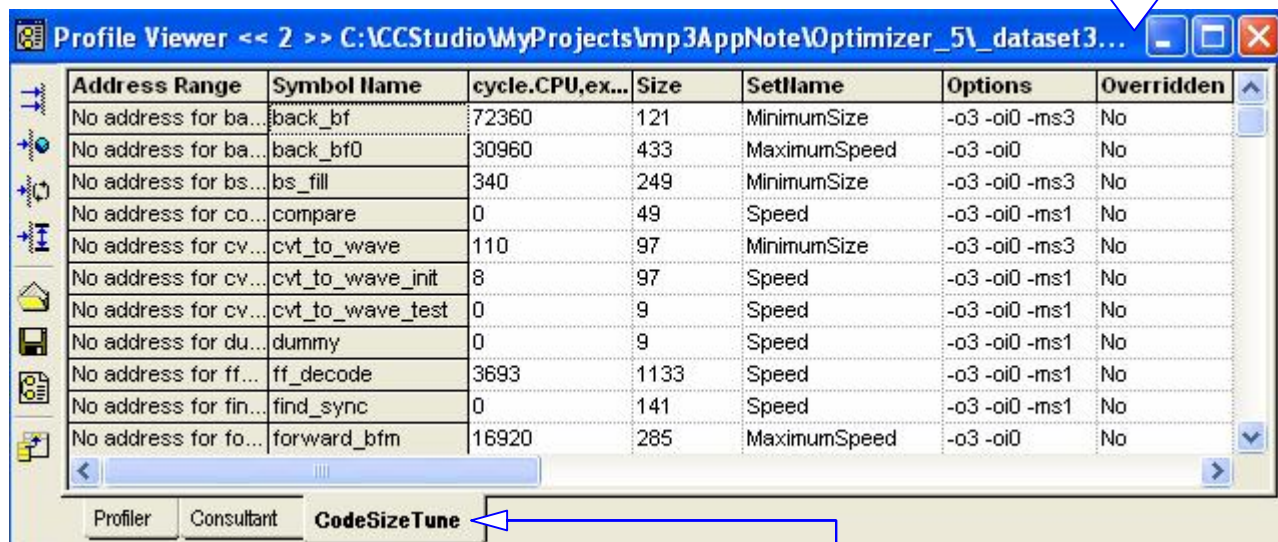 Profile Viewer << 2 >> C:\CCStudio\MyProjects\mp3AppNote\Optimizer_5\_dataset3...
Address Range Symbol Name cycle.CPU,ex... Size SetName Options Overridden
No address for ba... back_bf 72360 121 MinimumSize -o3 -oi0 -ms3 No
No address for ba... back_bf0 30960 433 MaximumSpeed -o3 -oi0 No
No address for bs... bs_fill 340 249 MinimumSize -o3 -oi0 -ms3 No
No address for co... compare 0 49 Speed -o3 -oi0 -ms1 No
No address for cv... cvt_to_wave 110 97 MinimumSize -o3 -oi0 -ms3 No
No address for cv... cvt_to_wave_init 8 97 Speed -o3 -oi0 -ms1 No
No address for cv... cvt_to_wave_test 0 9 Speed -o3 -oi0 -ms1 No
No address for du... dummy 0 9 Speed -o3 -oi0 -ms1 No
No address for ff... ff_decode 3693 1133 Speed -o3 -oi0 -ms1 No
No address for fin... find_sync 0 141 Speed -o3 -oi0 -ms1 No
No address for fo... forward_bfm 16920 285 MaximumSpeed -o3 -oi0 No
Profiler Consultant CodeSizeTune